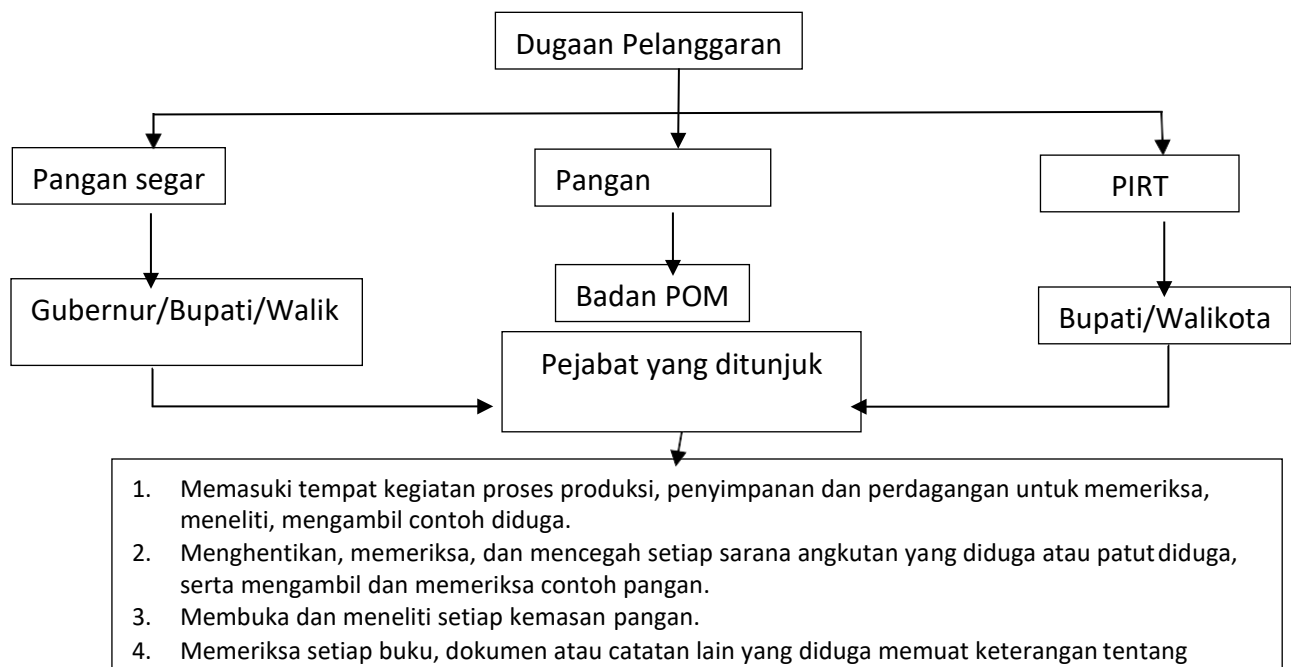 Dugaan Pelanggaran
Pangan segar
Pangan
PIRT
Gubernur/Bupati/Walik
Badan POM
Bupati/Walikota
Pejabat yang ditunjuk
1. Memasuki tempat kegiatan proses produksi, penyimpanan dan perdagangan untuk memeriksa,
meneliti, mengambil contoh diduga.
2. Menghentikan, memeriksa, dan mencegah setiap sarana angkutan yang diduga atau patut diduga,
serta mengambil dan memeriksa contoh pangan.
3. Membuka dan meneliti setiap kemasan pangan.
4. Memeriksa setiap buku, dokumen atau catatan lain yang diduga memuat keterangan tentang